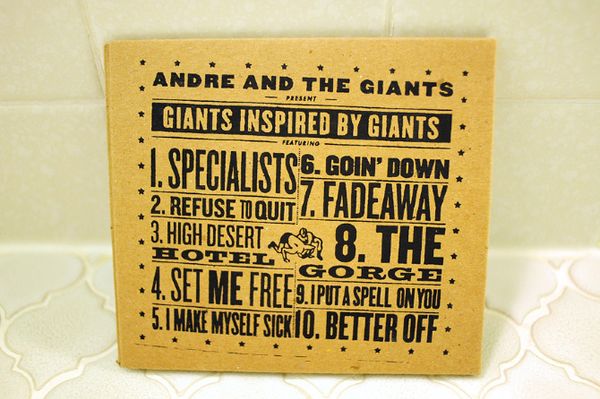 ANDRE AND THE GIANTS
PRESENT
GIANTS INSPIRED BY GIANTS
FEATURING
1. SPECIALISTS
2. REFUSE TO QUIT
3. HIGH DESERT
HOTEL
4. SET ME FREE
5. I MAKE MYSELF SICK
6. GOIN' DOWN
7. FADEAWAY
8. THE
GORGE
9. I PUT A SPELL ON YOU
10. BETTER OFF